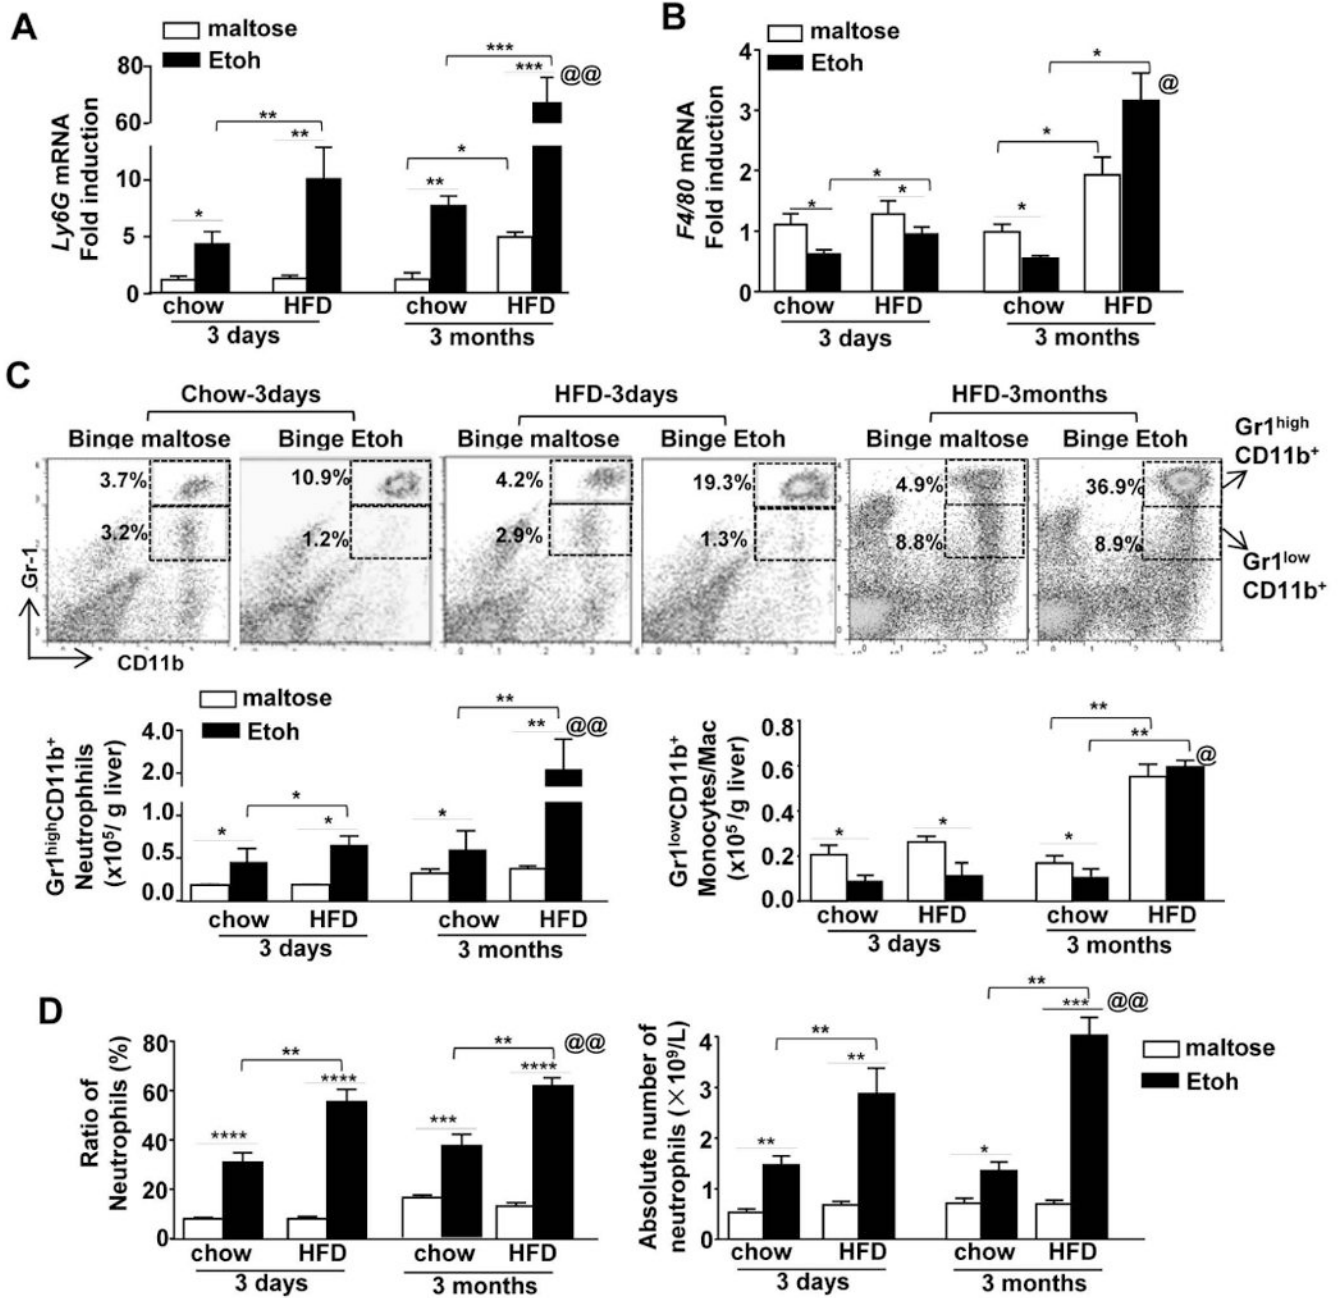 A
maltose
Etoh
Ly6G mRNA
Fold induction
80
60
10
5
0
*
**
**
*
**
***
***
@@
chow
HFD
chow
HFD
3 days
3 months
B
maltose
Etoh
F4/80 mRNA
Fold induction
4
3
2
1
0
*
*
*
*
*
*
@
chow
HFD
chow
HFD
3 days
3 months
C
Chow-3days
HFD-3days
HFD-3months
Binge maltose
Binge Etoh
Binge maltose
Binge Etoh
Binge maltose
Binge Etoh
Gr1high
CD11b+
3.7%
10.9%
4.2%
19.3%
4.9%
36.9%
3.2%
1.2%
2.9%
1.3%
8.8%
8.9%
Gr1low
CD11b+
Gr-1
CD11b
maltose
Etoh
Gr1highCD11b+
Neutrophils
(x105/ g liver)
4.0
2.0
1.0
0.5
0.0
*
*
*
*
**
**
@@
chow
HFD
chow
HFD
3 days
3 months
Gr1lowCD11b+
Monocytes/Mac
(x105 /g liver)
0.8
0.6
0.4
0.2
0.0
*
*
*
**
**
@
chow
HFD
chow
HFD
3 days
3 months
D
Ratio of
Neutrophils (%)
80
60
40
20
0
****
**
****
***
**
****
@@
chow
HFD
chow
HFD
3 days
3 months
Absolute number of
neutrophils (×109/L)
4
3
2
1
0
**
**
**
*
**
***
@@
maltose
Etoh
chow
HFD
chow
HFD
3 days
3 months